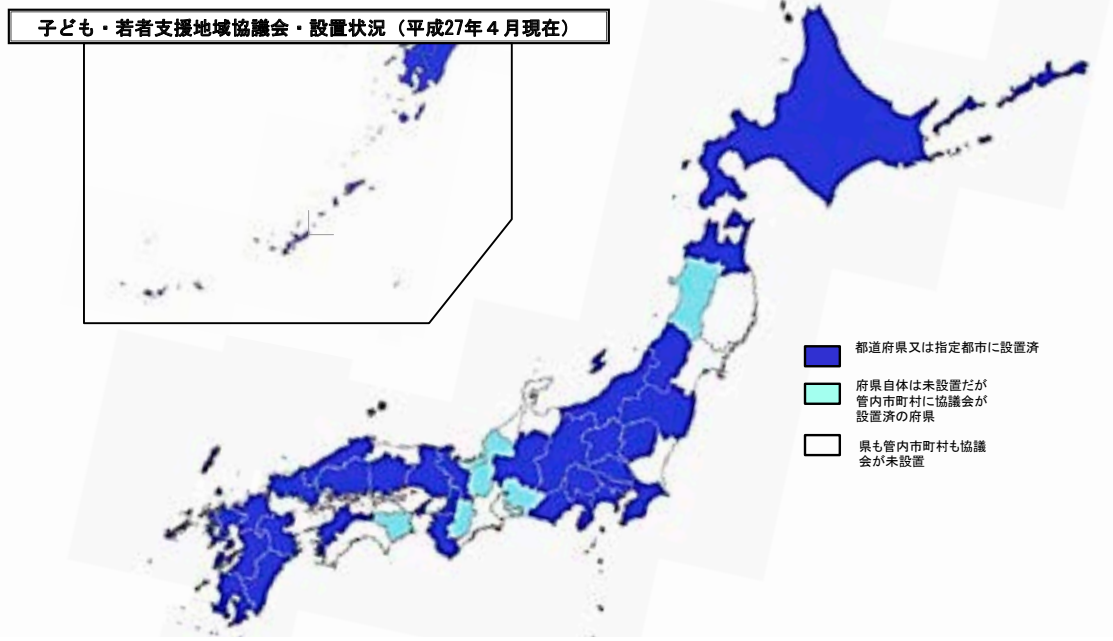 子ども・若者支援地域協議会・設置状況（平成27年４月現在）
都道府県又は指定都市に設置済
府県自体は未設置だが
管内市町村に協議会が
設置済の府県
県も管内市町村も協議
会が未設置